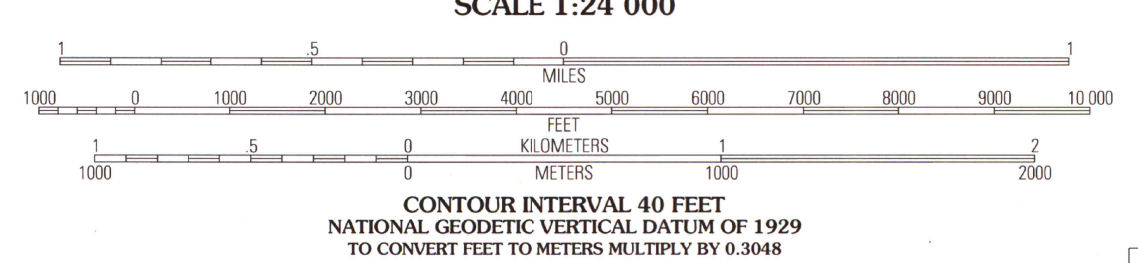 SCALE 1:24 000
1 .5 0 1
MILES
1000 0 1000 2000 3000 4000 5000 6000 7000 8000 9000 10 000
FEET
1 .5 0 KILOMETERS 1 2
1000 0 METERS 1000 2000
CONTOUR INTERVAL 40 FEET
NATIONAL GEODETIC VERTICAL DATUM OF 1929
TO CONVERT FEET TO METERS MULTIPLY BY 0.3048